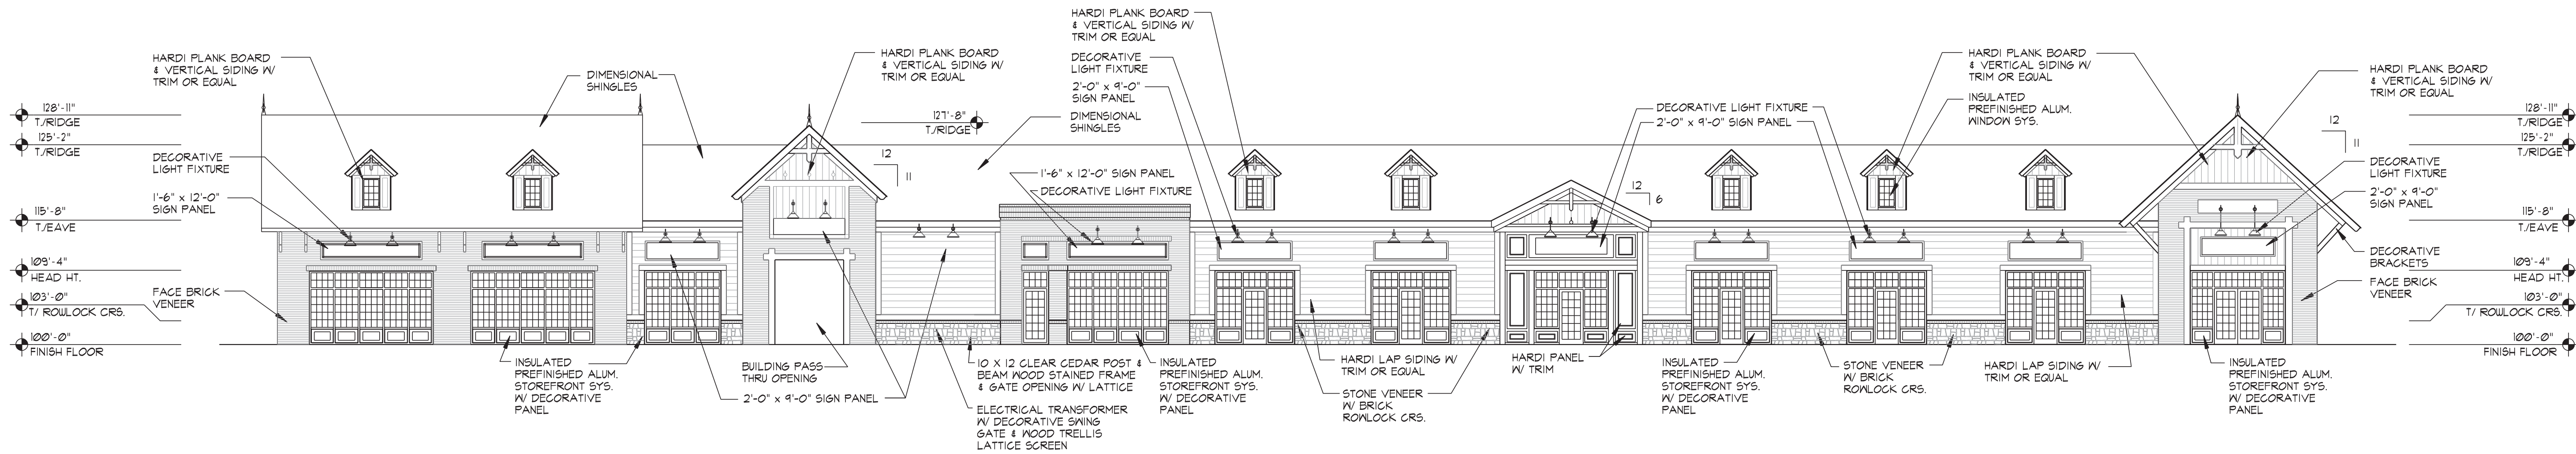 HARDI PLANK BOARD
& VERTICAL SIDING W/
TRIM OR EQUAL
128'-11"
T./RIDGE
125'-2"
T./RIDGE
DECORATIVE
LIGHT FIXTURE
1'-6" x 12'-0"
SIGN PANEL
115'-8"
T./EAVE
109'-4"
HEAD HT.
103'-0"
T/ ROWLOCK CRS.
100'-0"
FINISH FLOOR
FACE BRICK
VENEER
DIMENSIONAL
SHINGLES
INSULATED
PREFINISHED ALUM.
STOREFRONT SYS.
W/ DECORATIVE
PANEL
HARDI PLANK BOARD
& VERTICAL SIDING W/
TRIM OR EQUAL
12
11
127'-8"
T./RIDGE
BUILDING PASS
THRU OPENING
2'-0" x 9'-0" SIGN PANEL
HARDI PLANK BOARD
& VERTICAL SIDING W/
TRIM OR EQUAL
DECORATIVE
LIGHT FIXTURE
2'-0" x 9'-0"
SIGN PANEL
DIMENSIONAL
SHINGLES
1'-6" x 12'-0" SIGN PANEL
DECORATIVE LIGHT FIXTURE
10 X 12 CLEAR CEDAR POST &
BEAM WOOD STAINED FRAME
& GATE OPENING W/ LATTICE
ELECTRICAL TRANSFORMER
W/ DECORATIVE SWING
GATE & WOOD TRELLIS
LATTICE SCREEN
INSULATED
PREFINISHED ALUM.
STOREFRONT SYS.
W/ DECORATIVE
PANEL
HARDI LAP SIDING W/
TRIM OR EQUAL
STONE VENEER
W/ BRICK
ROWLOCK CRS.
HARDI PANEL
W/ TRIM
12
6
DECORATIVE LIGHT FIXTURE
2'-0" x 9'-0" SIGN PANEL
INSULATED
PREFINISHED ALUM.
STOREFRONT SYS.
W/ DECORATIVE
PANEL
STONE VENEER
W/ BRICK
ROWLOCK CRS.
HARDI PLANK BOARD
& VERTICAL SIDING W/
TRIM OR EQUAL
INSULATED
PREFINISHED ALUM.
WINDOW SYS.
HARDI LAP SIDING W/
TRIM OR EQUAL
INSULATED
PREFINISHED ALUM.
STOREFRONT SYS.
W/ DECORATIVE
PANEL
12
11
HARDI PLANK BOARD
& VERTICAL SIDING W/
TRIM OR EQUAL
DECORATIVE
LIGHT FIXTURE
2'-0" x 9'-0"
SIGN PANEL
DECORATIVE
BRACKETS
FACE BRICK
VENEER
128'-11"
T./RIDGE
125'-2"
T./RIDGE
115'-8"
T./EAVE
109'-4"
HEAD HT.
103'-0"
T/ ROWLOCK CRS.
100'-0"
FINISH FLOOR